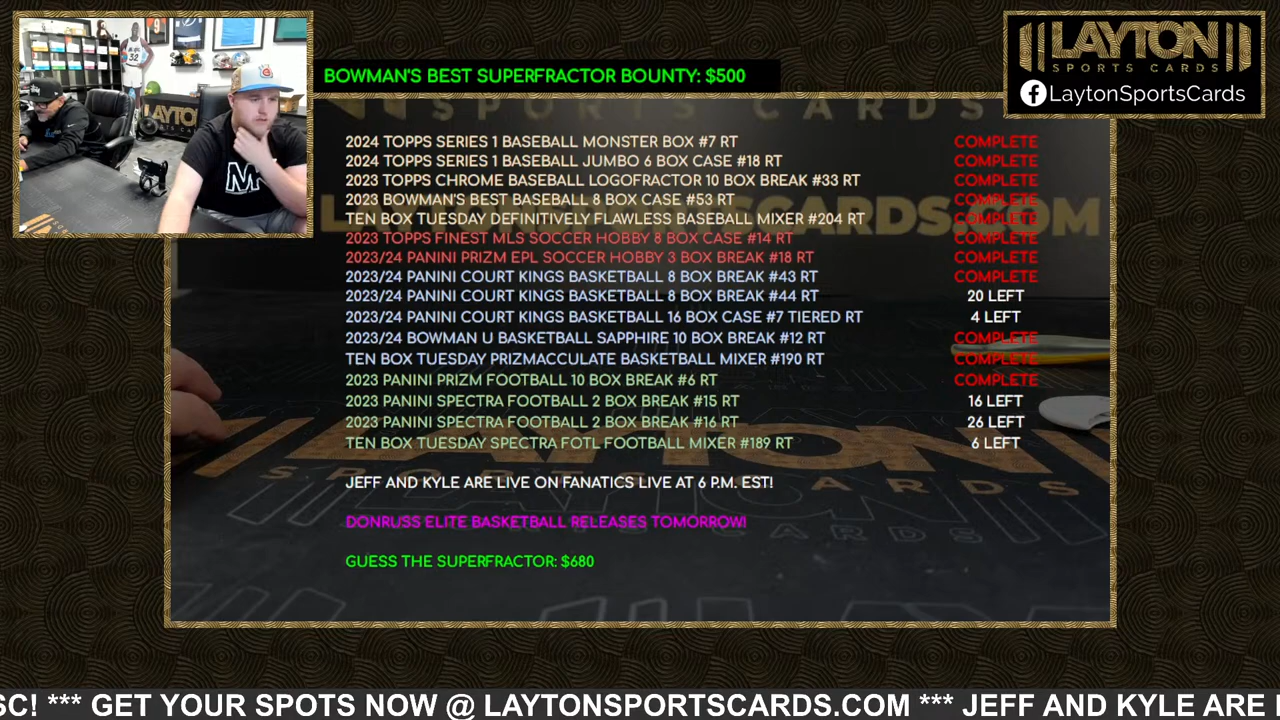 LAYTON
SPORTS CARDS
LaytonSportsCards
BOWMAN'S BEST SUPERFRACTOR BOUNTY: $500
SPORT CARDS
2024 TOPPS SERIES 1 BASEBALL MONSTER BOX #7 RT COMPLETE
2024 TOPPS SERIES 1 BASEBALL JUMBO 6 BOX CASE #18 RT COMPLETE
2023 TOPPS CHROME BASEBALL LOGOFRACTOR 10 BOX BREAK #33 RT COMPLETE
2023 BOWMAN'S BEST BASEBALL 8 BOX CASE #53 RT COMPLETE
TEN BOX TUESDAY DEFINITIVELY FLAWLESS BASEBALL MIXER #204 RT COMPLETE
2023 TOPPS FINEST MLS SOCCER HOBBY 8 BOX CASE #14 RT COMPLETE
2023/24 PANINI PRIZM EPL SOCCER HOBBY 3 BOX BREAK #18 RT COMPLETE
2023/24 PANINI COURT KINGS BASKETBALL 8 BOX BREAK #43 RT COMPLETE
2023/24 PANINI COURT KINGS BASKETBALL 8 BOX BREAK #44 RT 20 LEFT
2023/24 PANINI COURT KINGS BASKETBALL 16 BOX CASE #7 TIERED RT 4 LEFT
2023/24 BOWMAN U BASKETBALL SAPPHIRE 10 BOX BREAK #12 RT COMPLETE
TEN BOX TUESDAY PRIZMACCULATE BASKETBALL MIXER #190 RT COMPLETE
2023 PANINI PRIZM FOOTBALL 10 BOX BREAK #6 RT COMPLETE
2023 PANINI SPECTRA FOOTBALL 2 BOX BREAK #15 RT 16 LEFT
2023 PANINI SPECTRA FOOTBALL 2 BOX BREAK #16 RT 26 LEFT
TEN BOX TUESDAY SPECTRA FOTL FOOTBALL MIXER #189 RT 6 LEFT
JEFF AND KYLE ARE LIVE ON FANATICS LIVE AT 6 P.M. EST!
DONRUSS ELITE BASKETBALL RELEASES TOMORROW!
GUESS THE SUPERFRACTOR: $680
SC! *** GET YOUR SPOTS NOW @ LAYTONSPORTSCARDS.COM *** JEFF AND KYLE ARE